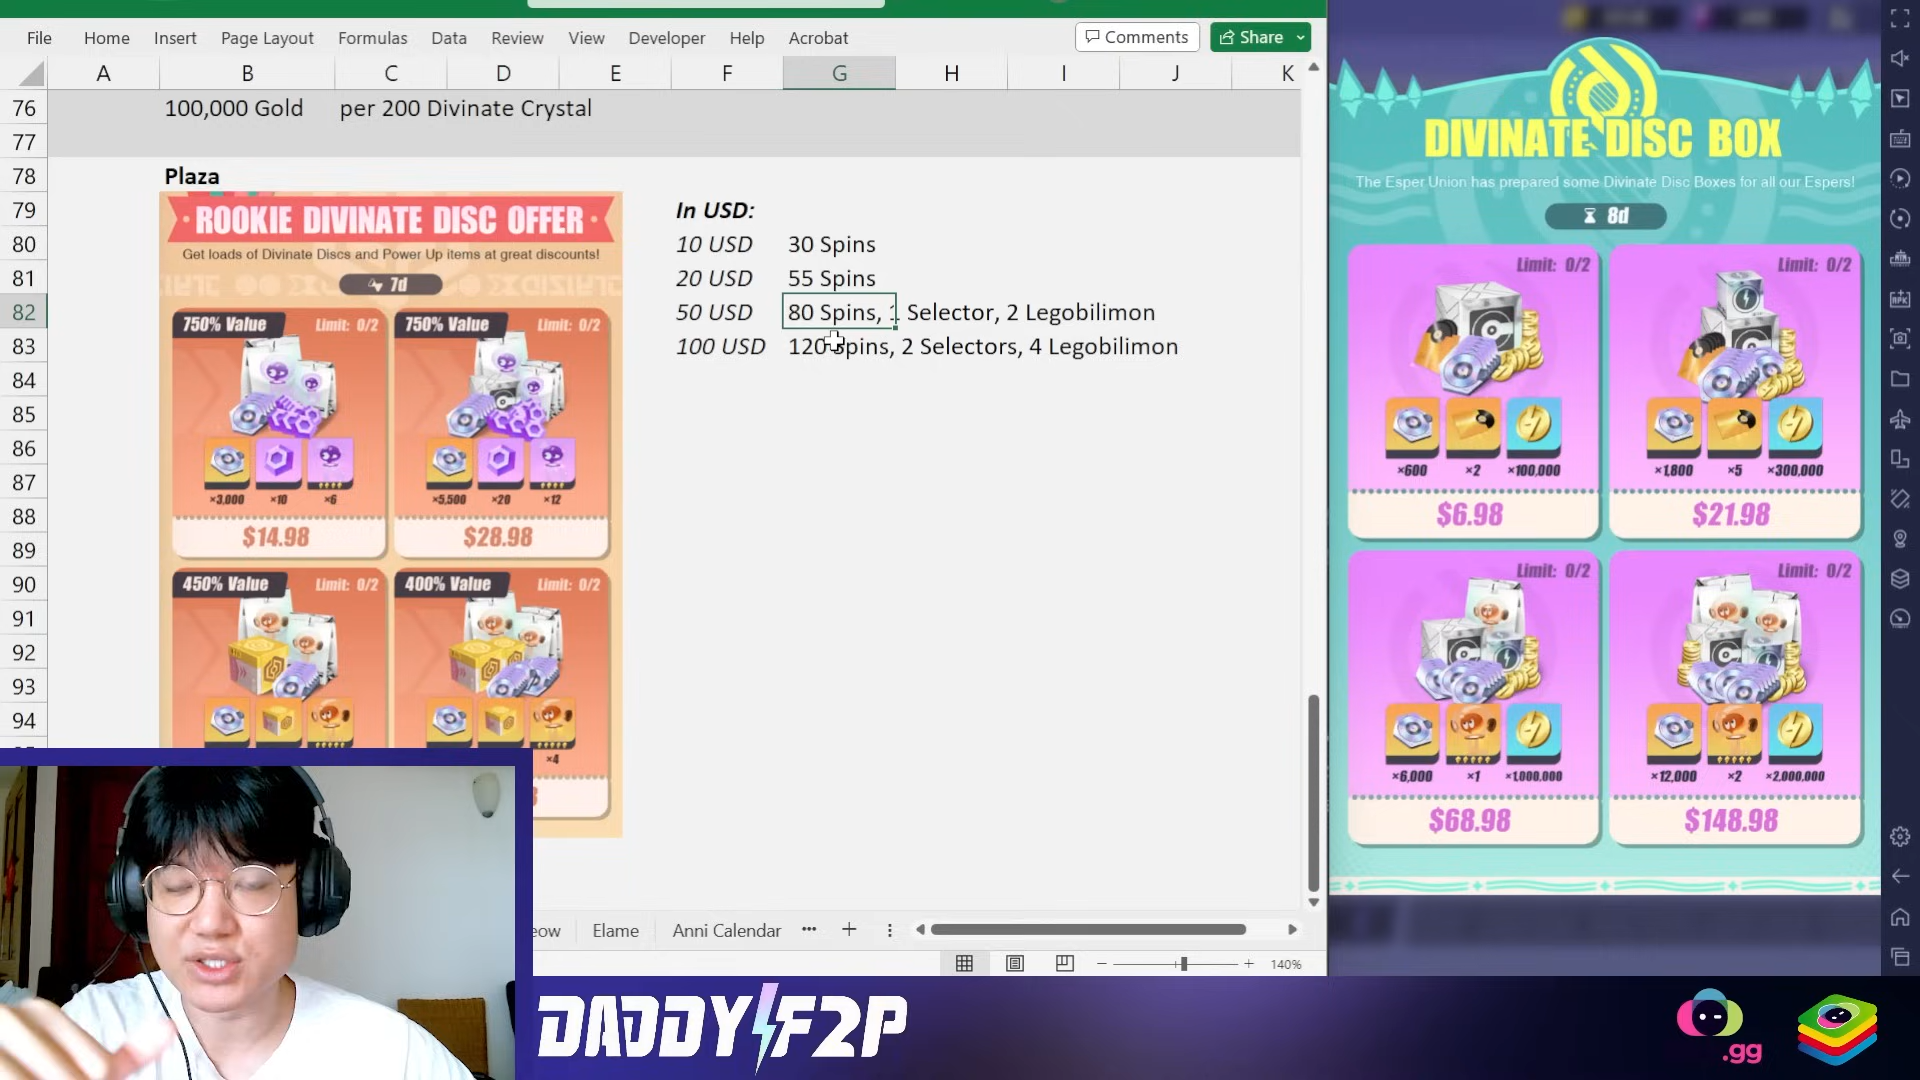 File Home Insert Page Layout Formulas Data Review View Developer Help Acrobat Comments Share
A B C D E F G H I J K
76 100,000 Gold per 200 Divinate Crystal
77
78 Plaza
79 In USD:
80 10 USD 30 Spins
81 20 USD 55 Spins
82 50 USD 80 Spins, 1 Selector, 2 Legobilimon
83 100 USD 120 Spins, 2 Selectors, 4 Legobilimon
84
85
86
87
88
89
90
91
92
93
94
ROOKIE DIVINATE DISC OFFER
Get loads of Divinate Discs and Power Up items at great discounts!
7d
750% Value Limit: 0/2
×3,000 ×10 ×6
$14.98
750% Value Limit: 0/2
×5,500 ×20 ×12
$28.98
450% Value Limit: 0/2
400% Value Limit: 0/2
×4
eow Elame Anni Calendar
140%
DIVINATE DISC BOX
The Esper Union has prepared some Divinate Disc Boxes for all our Espers!
8d
Limit: 0/2
×600 ×2 ×100,000
$6.98
Limit: 0/2
×1,800 ×5 ×300,000
$21.98
Limit: 0/2
×6,000 ×1 ×1,000,000
$68.98
Limit: 0/2
×12,000 ×2 ×2,000,000
$148.98
DADDY F2P
.gg